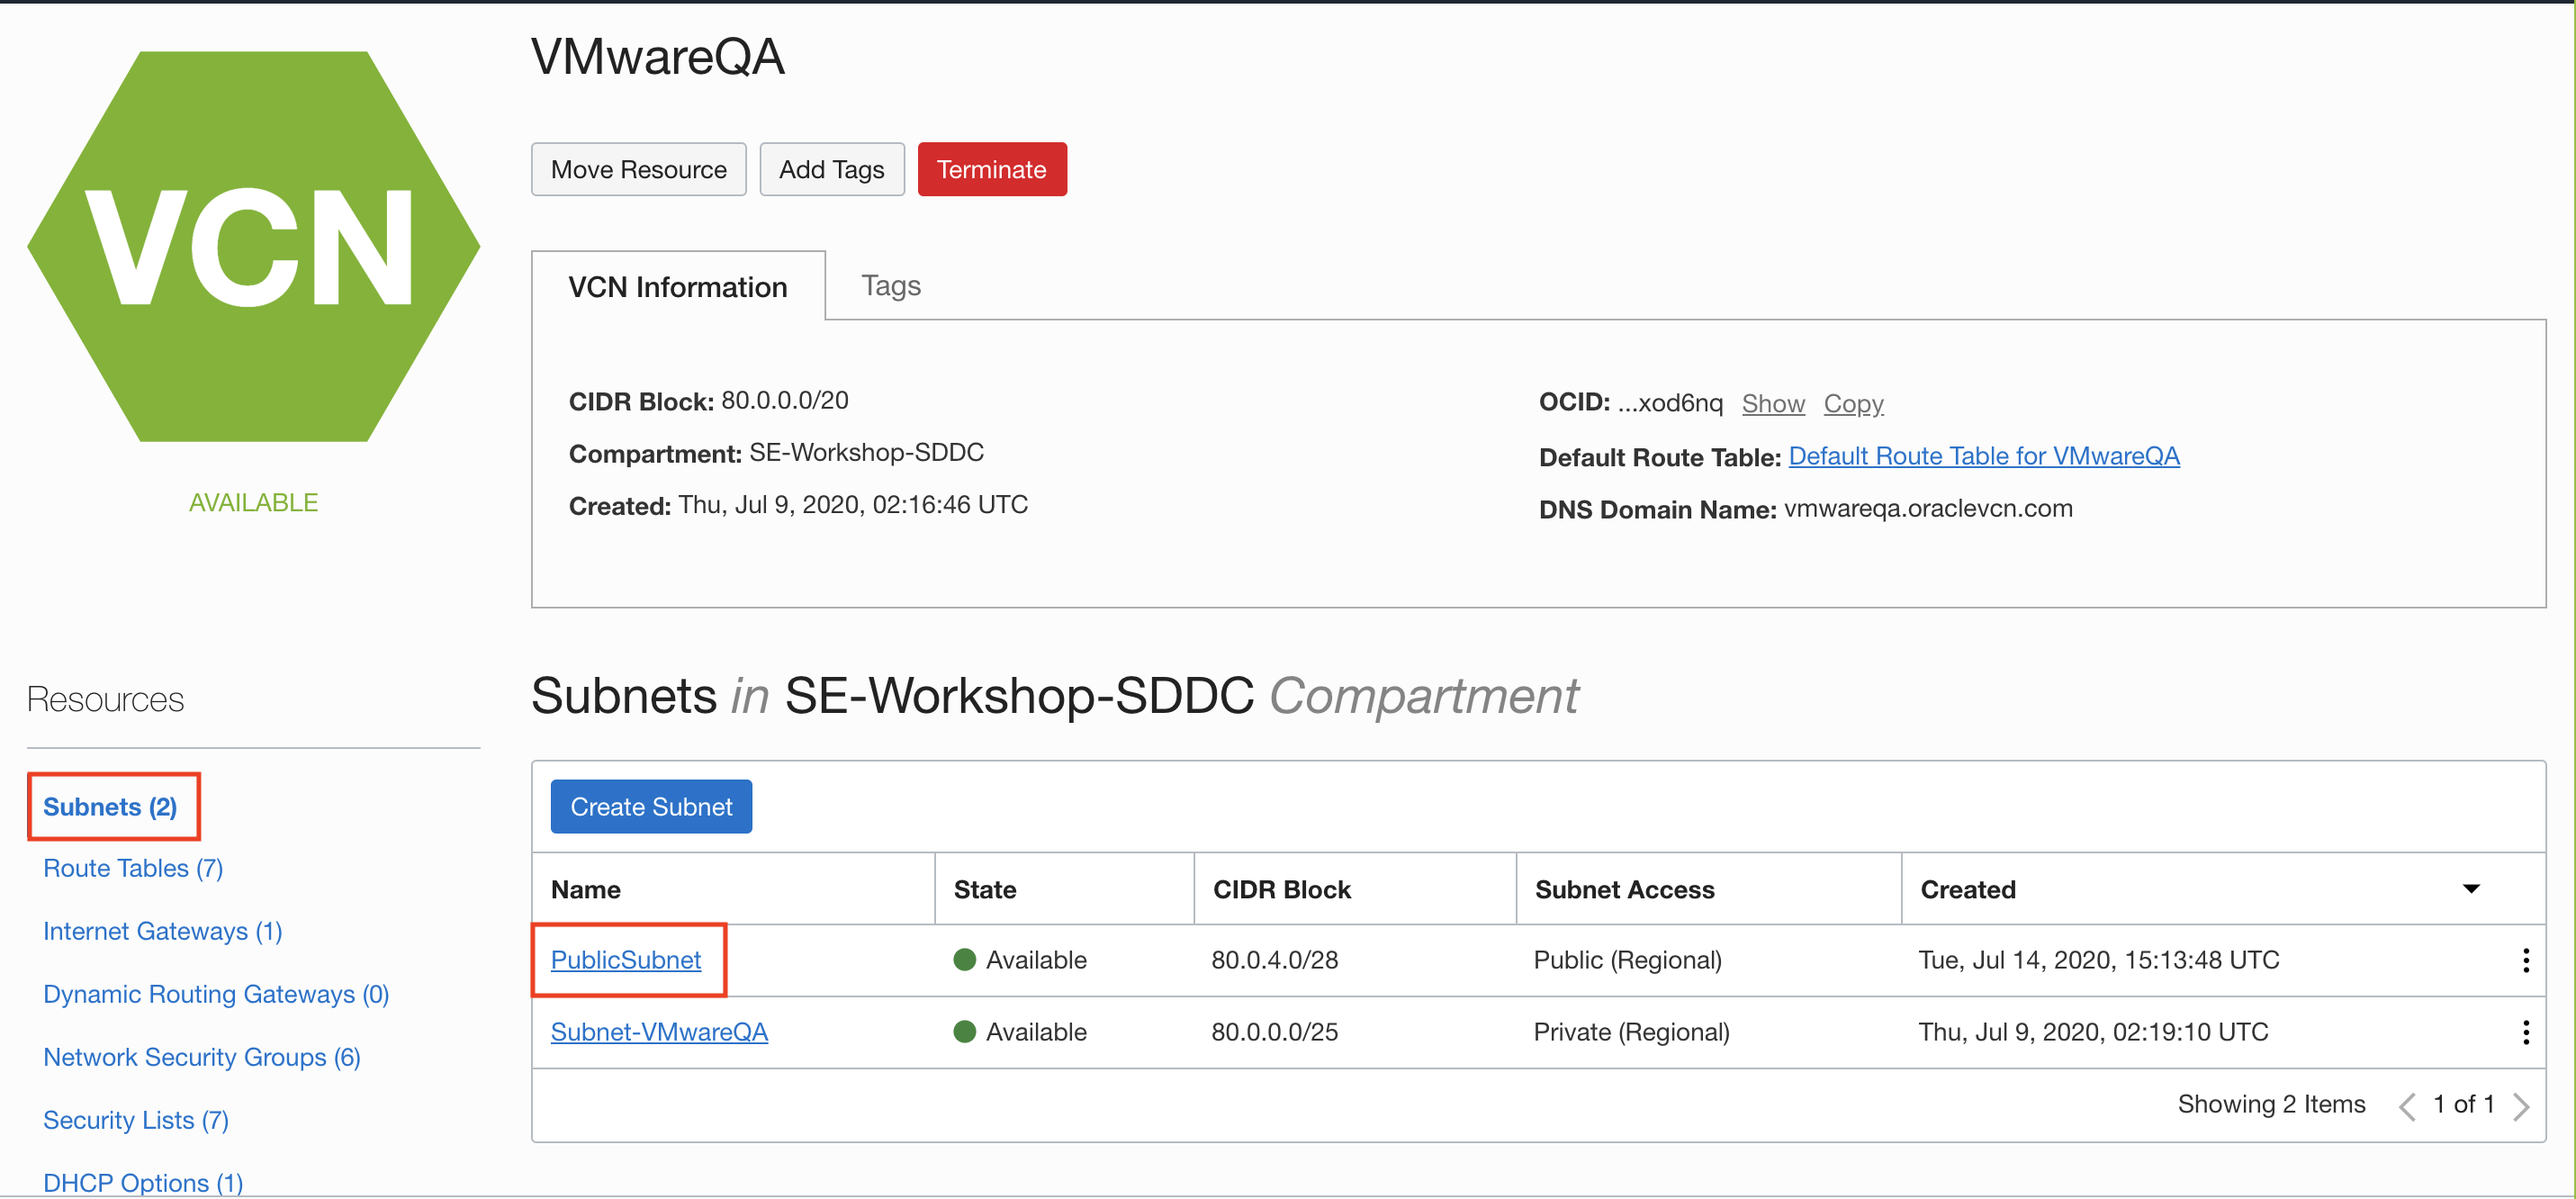 VMwareQA
VCN
Move Resource Add Tags Terminate
VCN Information Tags
CIDR Block: 80.0.0.0/20
Compartment: SE-Workshop-SDDC
Created: Thu, Jul 9, 2020, 02:16:46 UTC
OCID: ...xod6nq Show Copy
Default Route Table: Default Route Table for VMwareQA
DNS Domain Name: vmwareqa.oraclevcn.com
AVAILABLE
Resources
Subnets (2)
Route Tables (7)
Internet Gateways (1)
Dynamic Routing Gateways (0)
Network Security Groups (6)
Security Lists (7)
DHCP Options (1)
Subnets in SE-Workshop-SDDC Compartment
Create Subnet
Name State CIDR Block Subnet Access Created
PublicSubnet Available 80.0.4.0/28 Public (Regional) Tue, Jul 14, 2020, 15:13:48 UTC
Subnet-VMwareQA Available 80.0.0.0/25 Private (Regional) Thu, Jul 9, 2020, 02:19:10 UTC
Showing 2 Items 1 of 1